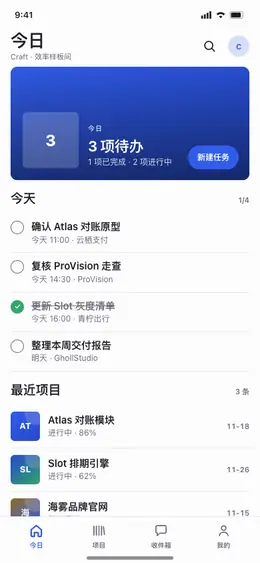 9:41
今日
Craft · 效率样板间
C
3
今日
3 项待办
1 项已完成 · 2 项进行中
新建任务
今天
1/4
确认 Atlas 对账原型
今天 11:00 · 云栖支付
复核 ProVision 走查
今天 14:30 · ProVision
更新 Slot 灰度清单
今天 16:00 · 青柠出行
整理本周交付报告
明天 · GhollStudio
最近项目
3 条
AT
Atlas 对账模块
进行中 · 86%
11-18
SL
Slot 排期引擎
进行中 · 62%
11-26
海
海雾品牌官网
11-15
今日
项目
收件箱
我的